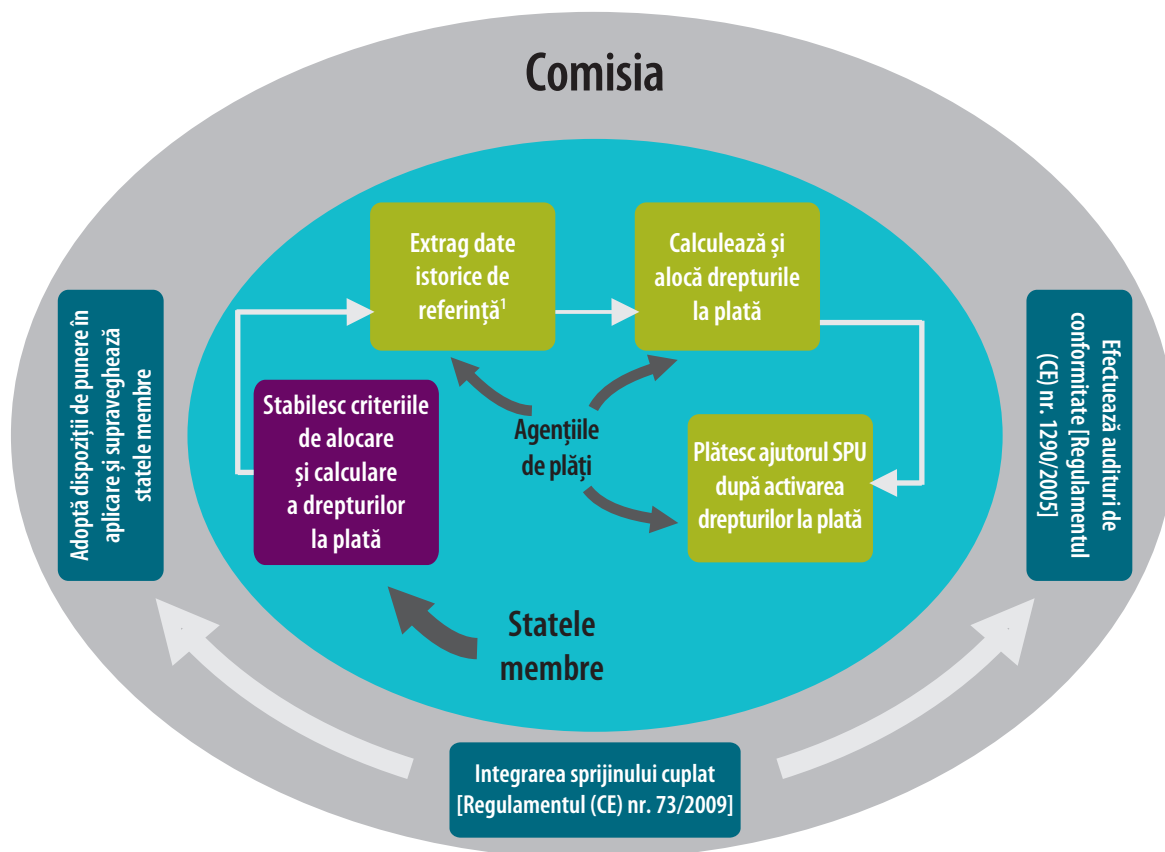 Comisia
Extrag date
istorice de
referință¹
Calculează și
alocă drepturile
la plată
Adoptă dispoziții de punere în
aplicare și supraveghează
statele membre
Stabilesc criteriile
de alocare
și calculare
a drepturilor
la plată
Agențiile
de plăți
Plătesc ajutorul SPU
după activarea
drepturilor la plată
Efectuează audituri de
conformitate [Regulamentul
(CE) nr. 1290/2005]
Statele
membre
Integrarea sprijinului cuplat
[Regulamentul (CE) nr. 73/2009]